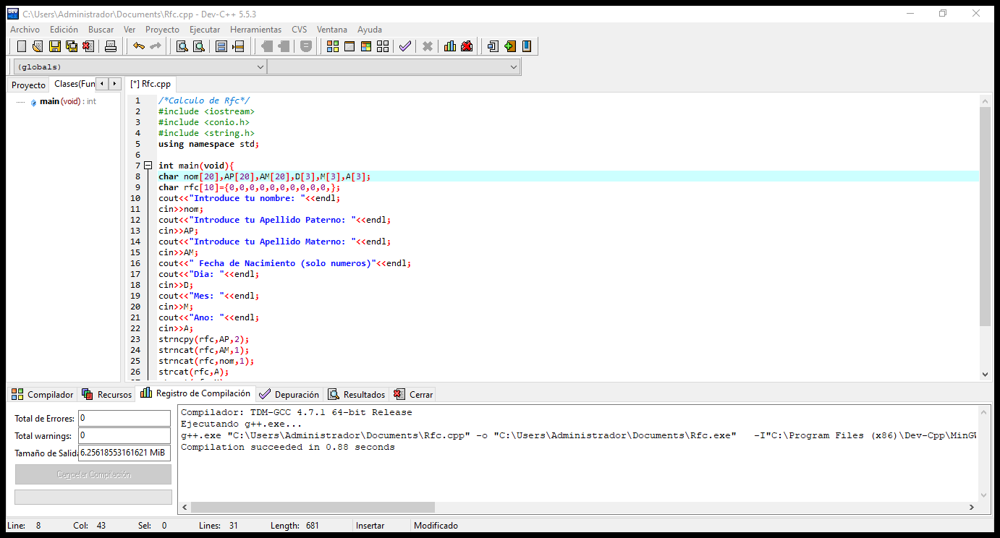 C:\Users\Administrador\Documents\Rfc.cpp - Dev-C++ 5.5.3
Archivo Edición Buscar Ver Proyecto Ejecutar Herramientas CVS Ventana Ayuda
(globals)
Proyecto Clases(Fun [*] Rfc.cpp
main (void) : int
1 /*Calculo de Rfc*/
2 #include <iostream>
3 #include <conio.h>
4 #include <string.h>
5 using namespace std;
6
7 int main(void){
8 char nom[20],AP[20],AM[20],D[3],M[3],A[3];
9 char rfc[10]={0,0,0,0,0,0,0,0,0,0,};
10 cout<<"Introduce tu nombre: "<<endl;
11 cin>>nom;
12 cout<<"Introduce tu Apellido Paterno: "<<endl;
13 cin>>AP;
14 cout<<"Introduce tu Apellido Materno: "<<endl;
15 cin>>AM;
16 cout<<" Fecha de Nacimiento (solo numeros)"<<endl;
17 cout<<"Dia: "<<endl;
18 cin>>D;
19 cout<<"Mes: "<<endl;
20 cin>>M;
21 cout<<"Ano: "<<endl;
22 cin>>A;
23 strncpy(rfc,AP,2);
24 strncat(rfc,AM,1);
25 strncat(rfc,nom,1);
26 strcat(rfc,A);
Compilador Recursos Registro de Compilación Depuración Resultados Cerrar
Total de Errores: 0
Total warnings: 0
Tamaño de Salida 6.25618553161621 MiB
Cancelar Compilación
Compilador: TDM-GCC 4.7.1 64-bit Release
Ejecutando g++.exe...
g++.exe "C:\Users\Administrador\Documents\Rfc.cpp" -o "C:\Users\Administrador\Documents\Rfc.exe" -I"C:\Program Files (x86)\Dev-Cpp\MinGW
Compilation succeeded in 0.88 seconds
Line: 8 Col: 43 Sel: 0 Lines: 31 Length: 681 Insertar Modificado